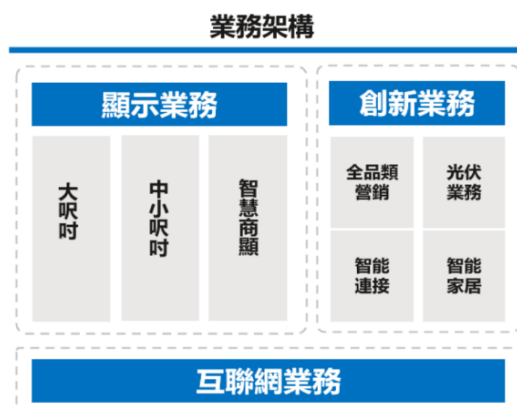 業務架構
顯示業務
大呎吋
中小呎吋
智慧商顯
創新業務
全品類
營銷
光伏
業務
智能
連接
智能
家居
互聯網業務